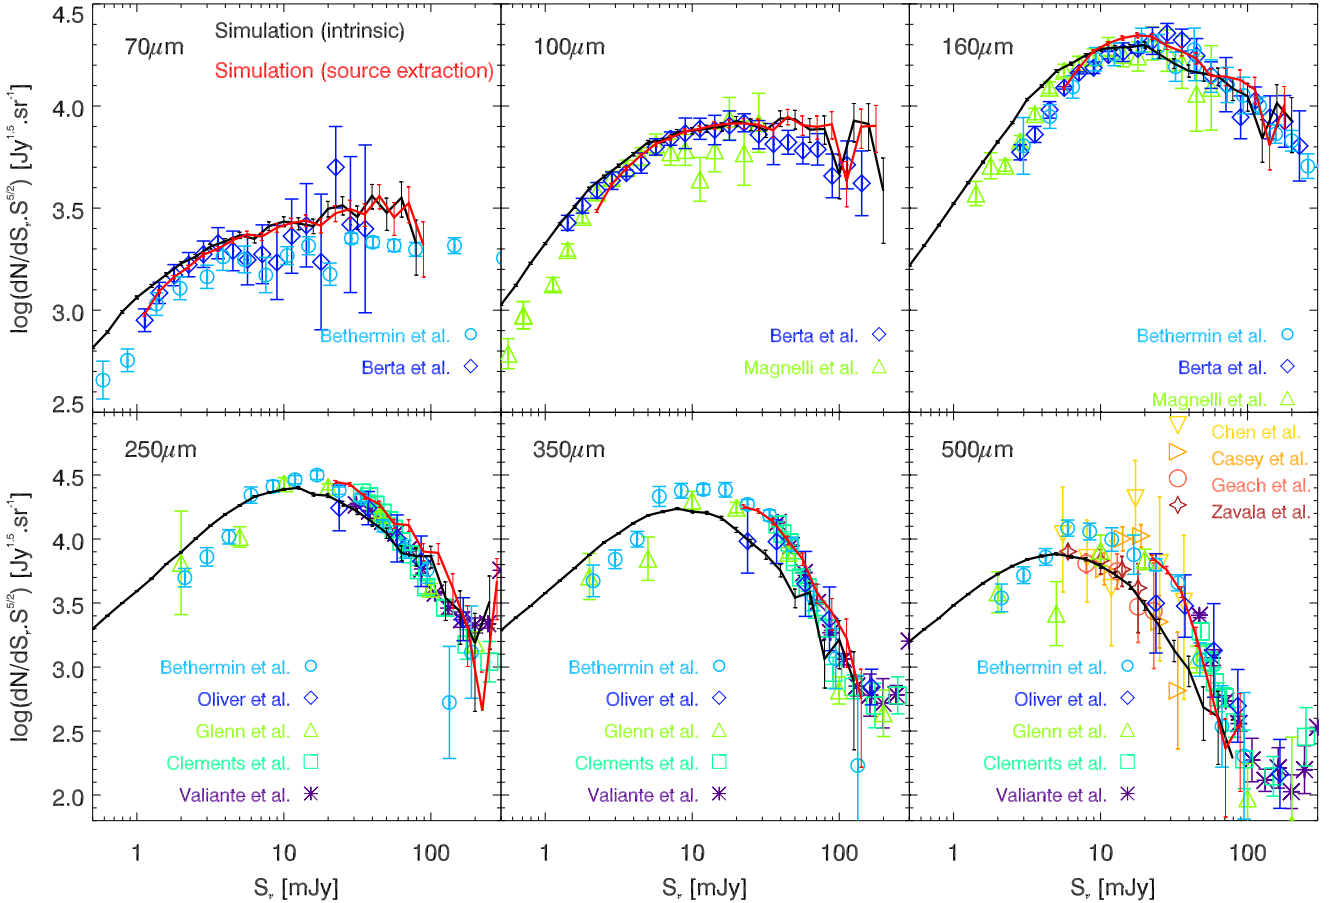 70μm
Simulation (intrinsic)
Simulation (source extraction)
Bethermin et al.
Berta et al.
log(dN/dSν.S^5/2) [Jy^1.5.sr^-1]
4.5
4.0
3.5
3.0
2.5
100μm
Berta et al.
Magnelli et al.
160μm
Bethermin et al.
Berta et al.
Magnelli et al.
250μm
Bethermin et al.
Oliver et al.
Glenn et al.
Clements et al.
Valiante et al.
log(dN/dSν.S^5/2) [Jy^1.5.sr^-1]
4.5
4.0
3.5
3.0
2.5
2.0
1 10 100
Sν [mJy]
350μm
Bethermin et al.
Oliver et al.
Glenn et al.
Clements et al.
Valiante et al.
1 10 100
Sν [mJy]
500μm
Chen et al.
Casey et al.
Geach et al.
Zavala et al.
Bethermin et al.
Oliver et al.
Glenn et al.
Clements et al.
Valiante et al.
1 10 100
Sν [mJy]